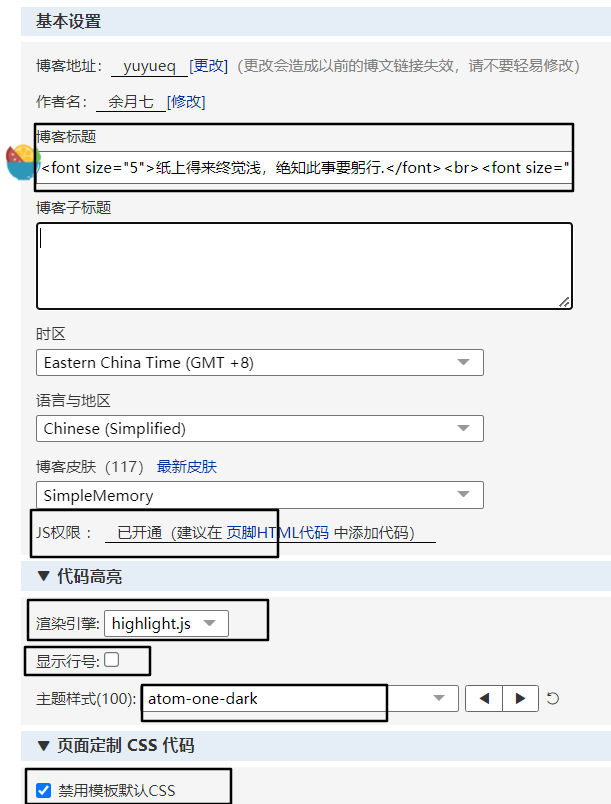 基本设置
博客地址： yuyueq [更改]（更改会造成以前的博文链接失效，请不要轻易修改）
作者名： 余月七 [修改]
博客标题
<font size="5">纸上得来终觉浅，绝知此事要躬行.</font><br><font size="
博客子标题
时区
Eastern China Time (GMT +8)
语言与地区
Chinese (Simplified)
博客皮肤（117） 最新皮肤
SimpleMemory
JS权限： 已开通（建议在 页脚HTML代码 中添加代码）
▼ 代码高亮
渲染引擎: highlight.js
显示行号:
主题样式(100): atom-one-dark
▼ 页面定制 CSS 代码
禁用模板默认CSS